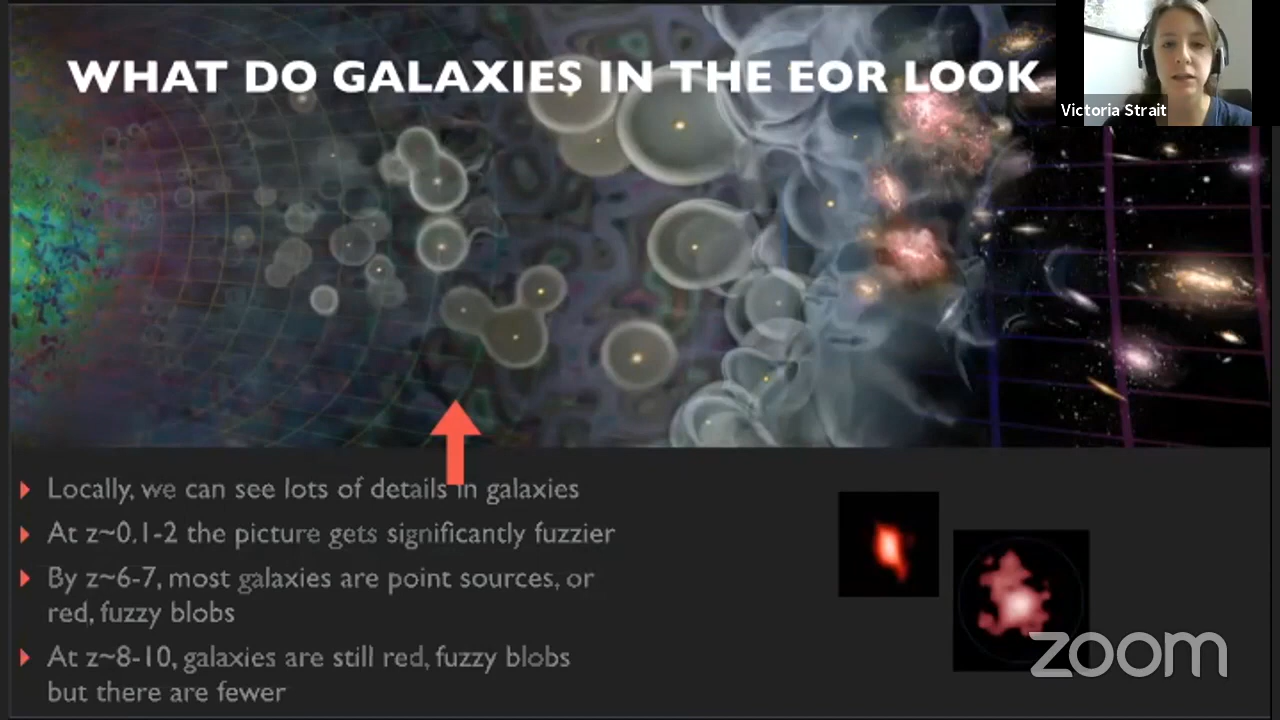 WHAT DO GALAXIES IN THE EOR LOOK
Victoria Strait
Locally, we can see lots of details in galaxies
At z~0.1-2 the picture gets significantly fuzzier
By z~6-7, most galaxies are point sources, or
red, fuzzy blobs
At z~8-10, galaxies are still red, fuzzy blobs
but there are fewer
zoom